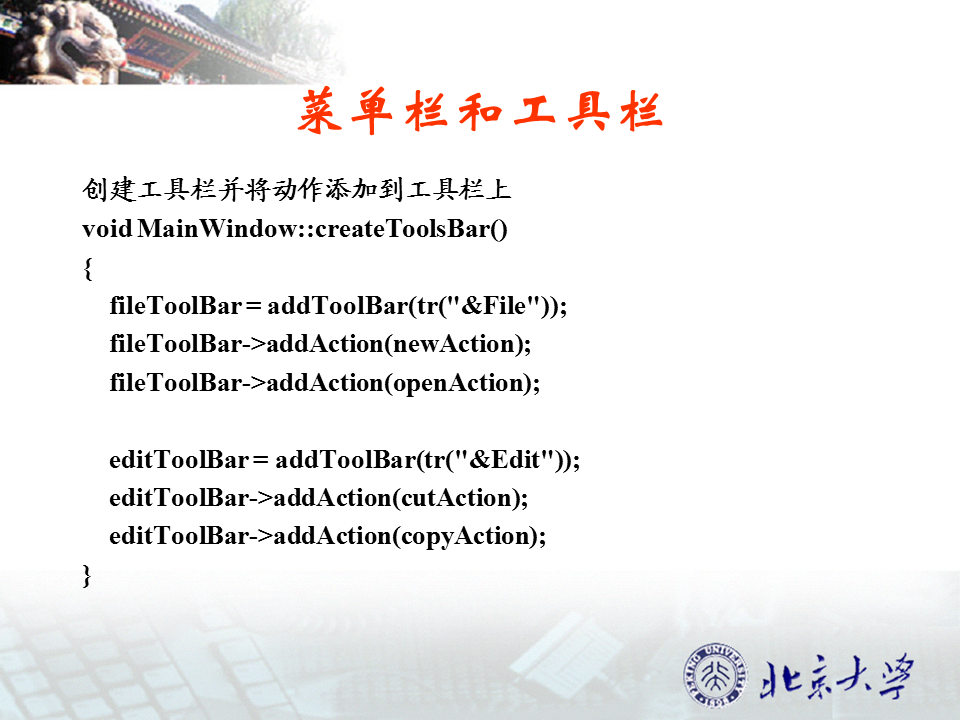 菜单栏和工具栏
创建工具栏并将动作添加到工具栏上
void MainWindow::createToolsBar()
{
fileToolBar = addToolBar(tr("&File"));
fileToolBar->addAction(newAction);
fileToolBar->addAction(openAction);
editToolBar = addToolBar(tr("&Edit"));
editToolBar->addAction(cutAction);
editToolBar->addAction(copyAction);
}
PEKING UNIVERSITY
1898
北京大学